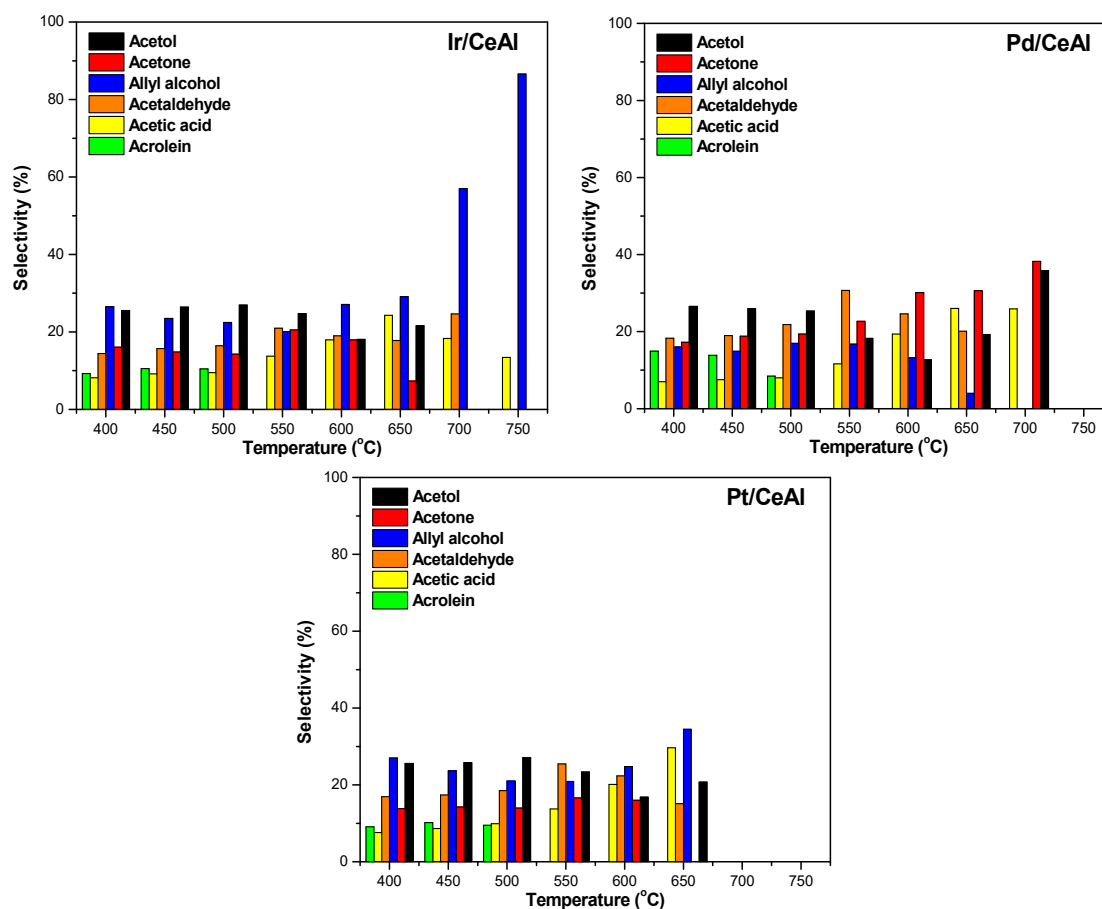 Ir/CeAl
Acetol
Acetone
Allyl alcohol
Acetaldehyde
Acetic acid
Acrolein
Selectivity (%)
100
80
60
40
20
0
400 450 500 550 600 650 700 750
Temperature (°C)
Pd/CeAl
Acetol
Acetone
Allyl alcohol
Acetaldehyde
Acetic acid
Acrolein
Selectivity (%)
100
80
60
40
20
0
400 450 500 550 600 650 700 750
Temperature (°C)
Pt/CeAl
Acetol
Acetone
Allyl alcohol
Acetaldehyde
Acetic acid
Acrolein
Selectivity (%)
100
80
60
40
20
0
400 450 500 550 600 650 700 750
Temperature (°C)